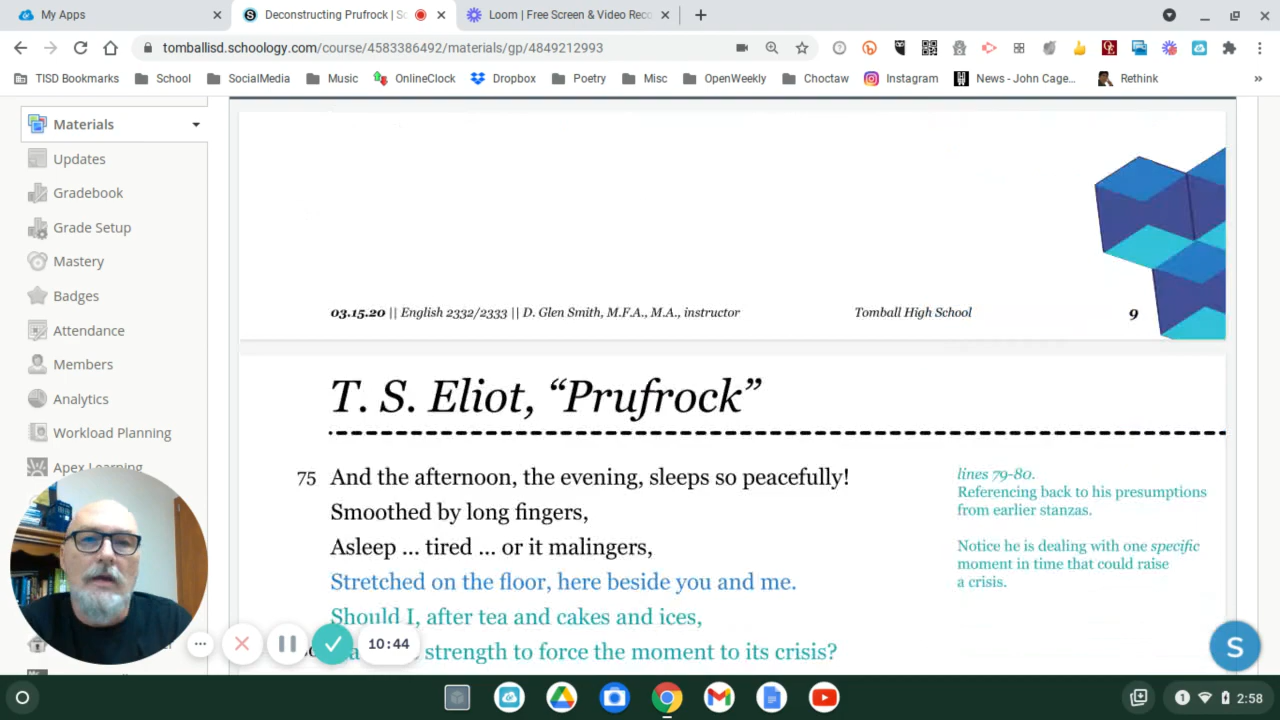 My Apps
Deconstructing Prufrock | Sc
Loom | Free Screen & Video Reco
tomballisd.schoology.com/course/4583386492/materials/gp/4849212993
TISD Bookmarks School SocialMedia Music OnlineClock Dropbox Poetry Misc OpenWeekly Choctaw Instagram News - John Cage... Rethink »
Materials
Updates
Gradebook
Grade Setup
Mastery
Badges
Attendance
Members
Analytics
Workload Planning
Apex Learning
03.15.20 || English 2332/2333 || D. Glen Smith, M.F.A., M.A., instructor Tomball High School 9
T. S. Eliot, “Prufrock”
75 And the afternoon, the evening, sleeps so peacefully!
Smoothed by long fingers,
Asleep ... tired ... or it malingers,
Stretched on the floor, here beside you and me.
Should I, after tea and cakes and ices,
strength to force the moment to its crisis?
lines 79-80.
Referencing back to his presumptions
from earlier stanzas.
Notice he is dealing with one specific
moment in time that could raise
a crisis.
10:44
S
1 2:58